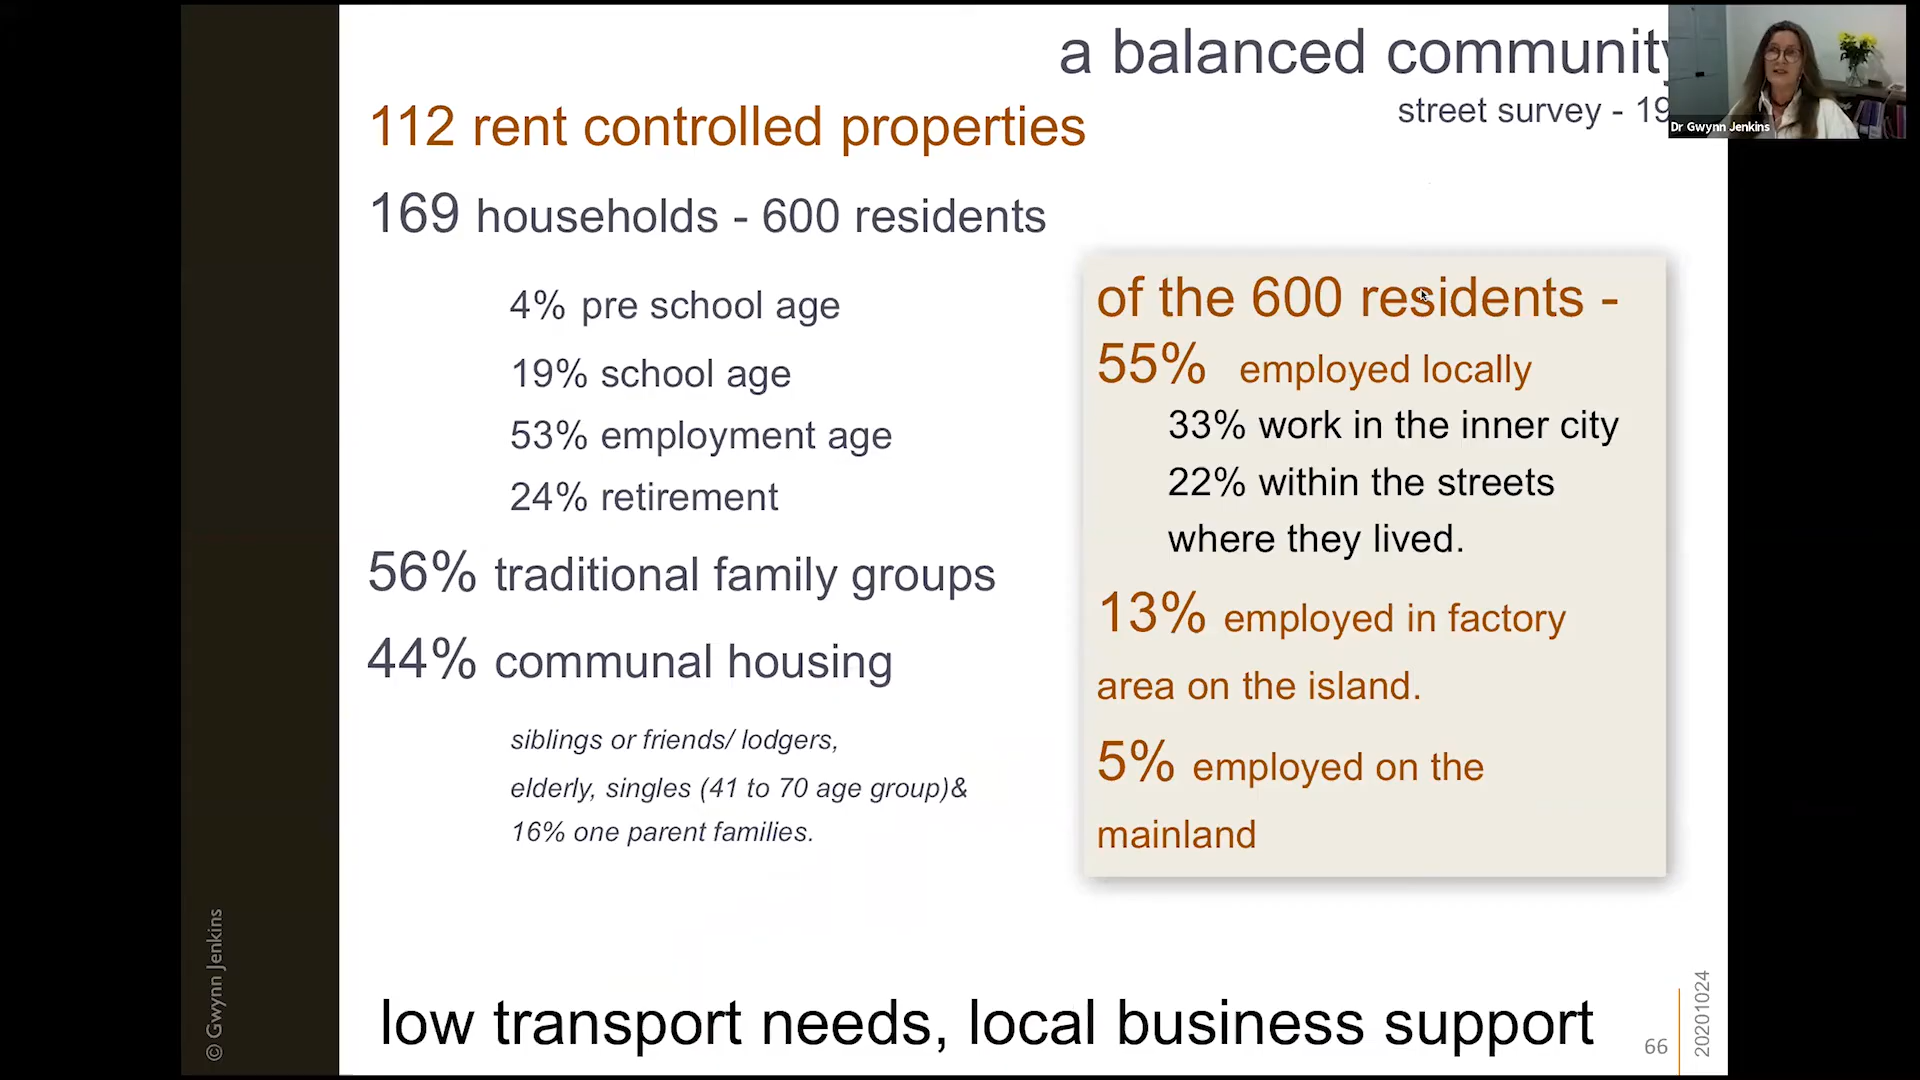 a balanced community
street survey - 19
Dr Gwynn Jenkins
112 rent controlled properties
169 households - 600 residents
4% pre school age
19% school age
53% employment age
24% retirement
56% traditional family groups
44% communal housing
siblings or friends/ lodgers,
elderly, singles (41 to 70 age group)&
16% one parent families.
of the 600 residents -
55% employed locally
33% work in the inner city
22% within the streets
where they lived.
13% employed in factory
area on the island.
5% employed on the
mainland
low transport needs, local business support
© Gwynn Jenkins
66
20201024